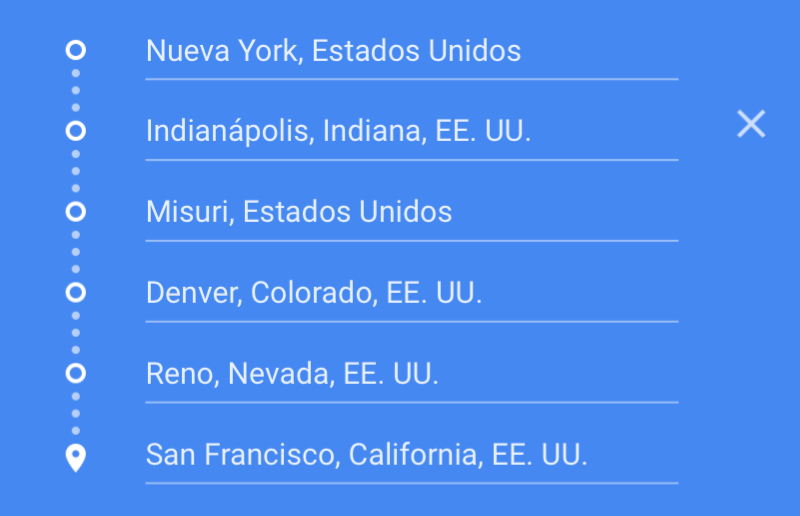 Nueva York, Estados Unidos
Indianápolis, Indiana, EE. UU.
Misuri, Estados Unidos
Denver, Colorado, EE. UU.
Reno, Nevada, EE. UU.
San Francisco, California, EE. UU.